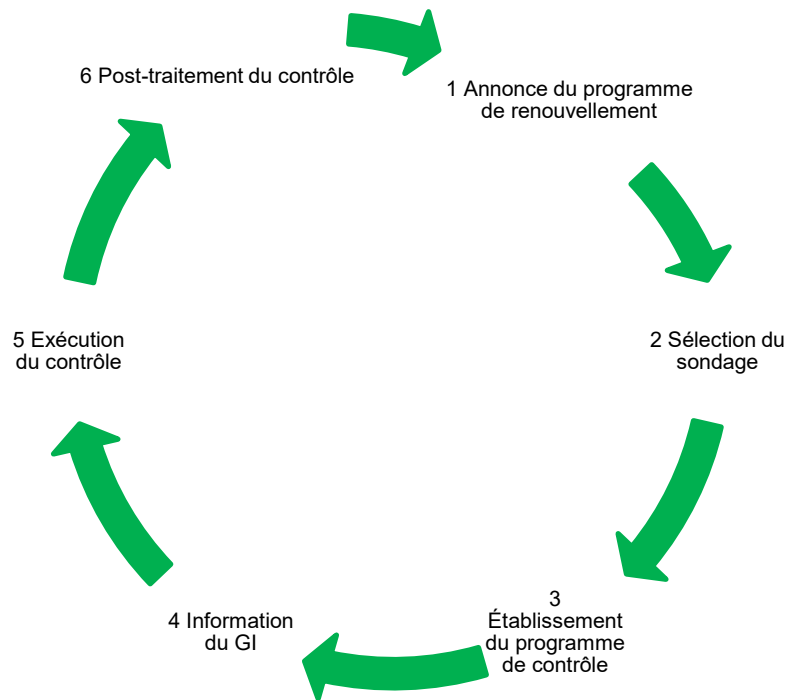 1 Annonce du programme
de renouvellement
2 Sélection du
sondage
3
Établissement
du programme
de contrôle
4 Information
du GI
5 Exécution
du contrôle
6 Post-traitement du contrôle